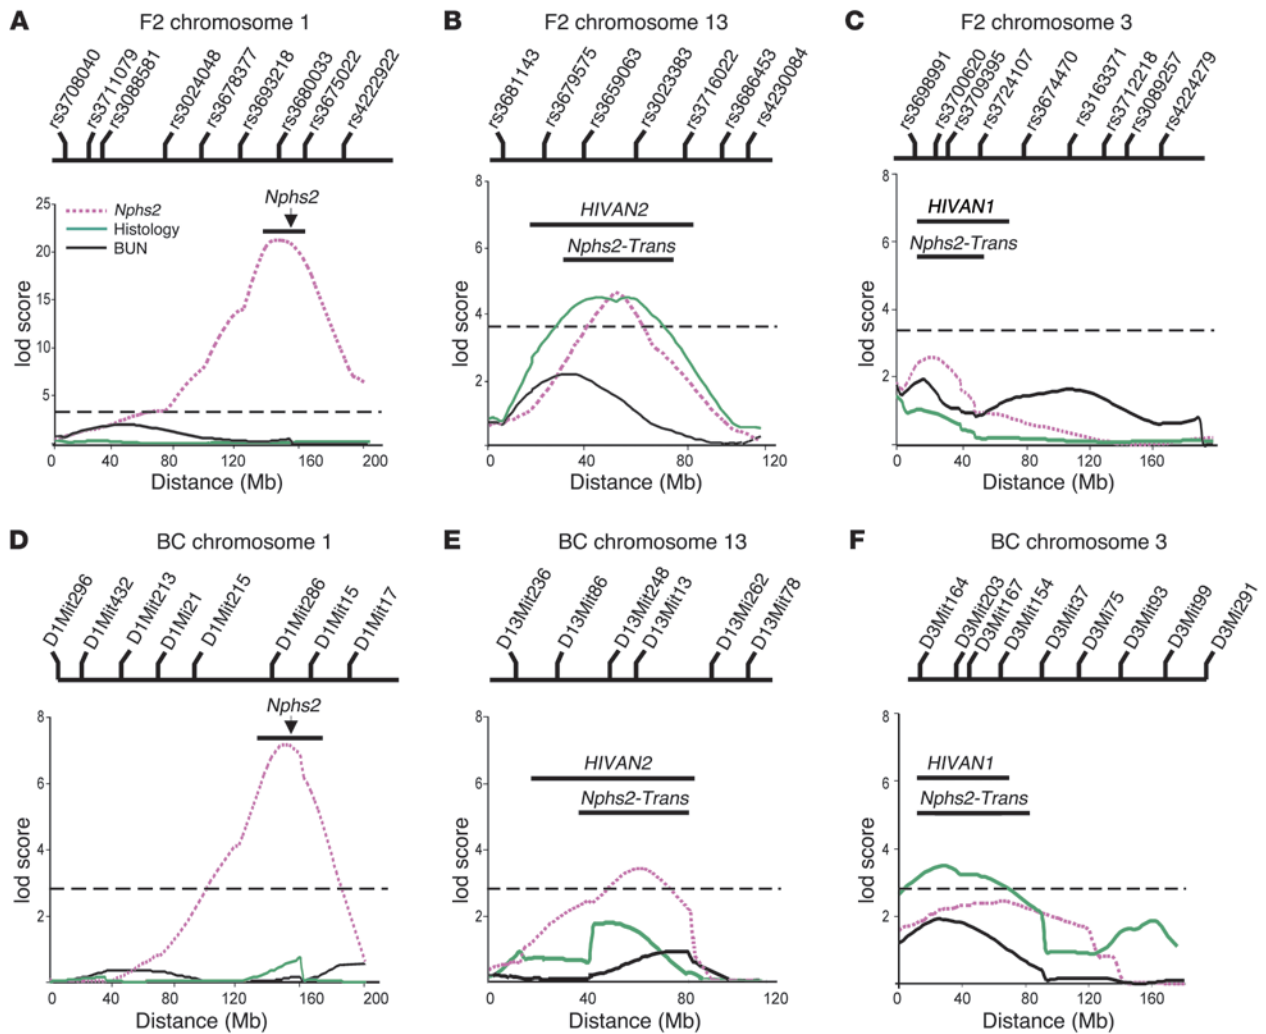 A
F2 chromosome 1
rs3708040
rs3711079
rs3088581
rs3024048
rs3678377
rs3693218
rs3680033
rs3675022
rs4222922
Nphs2
25
20
15
10
5
Nphs2
Histology
BUN
lod score
0 40 80 120 160 200
Distance (Mb)
B
F2 chromosome 13
rs3681143
rs3679575
rs3659063
rs3023383
rs3716022
rs3686453
rs4230084
8
6
4
2
HIVAN2
Nphs2-Trans
lod score
0 40 80 120
Distance (Mb)
C
F2 chromosome 3
rs3698991
rs3700620
rs3709395
rs3724107
rs3674470
rs3163371
rs3712218
rs3089257
rs4224279
8
6
4
2
HIVAN1
Nphs2-Trans
lod score
0 40 80 120 160
Distance (Mb)
D
BC chromosome 1
D1Mit296
D1Mit432
D1Mit213
D1Mi21
D1Mit215
D1Mit286
D1Mit15
D1Mit17
Nphs2
8
6
4
2
lod score
0 40 80 120 160 200
Distance (Mb)
E
BC chromosome 13
D13Mit236
D13Mit86
D13Mit248
D13Mit13
D13Mi262
D13Mit78
8
6
4
2
HIVAN2
Nphs2-Trans
lod score
0 40 80 120
Distance (Mb)
F
BC chromosome 3
D3Mit164
D3Mit203
D3Mit167
D3Mit154
D3Mit37
D3Mi75
D3Mit93
D3Mit99
D3Mi291
8
6
4
2
HIVAN1
Nphs2-Trans
lod score
0 40 80 120 160
Distance (Mb)